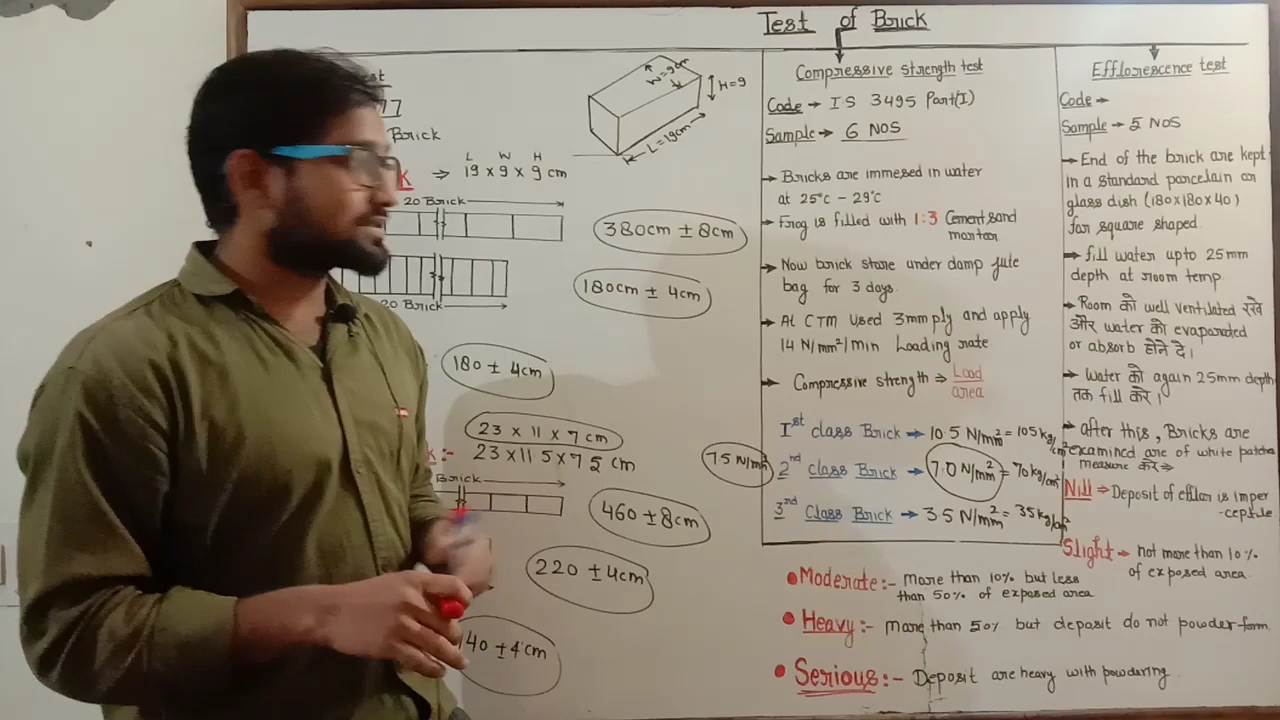 Test of Brick
st
77
Brick
L W H
k ⇒ 19 x 9 x 9 cm
20 Brick
20 Brick
W=9cm
H=9
L=19cm
380cm ± 8cm
180cm ± 4cm
180 ± 4cm
23 x 11 x 7 cm
k :- 23 x 11 5 x 7 5 cm
Brick
460 ± 8cm
220 ± 4cm
40 ± 4cm
Compressive strength test
Code → IS 3495 Part(I)
Sample → 6 NOS
→ Bricks are immesed in water
at 25°c - 29°c
→ Frog is filled with 1:3 Cement sand
mortar
→ Now brick store under damp jute
bag for 3 days.
→ At CTM used 3mm ply and apply
14 N/mm²/min Loading rate
→ Compressive strength ⇒ Load
area
Ist class Brick → 10.5 N/mm² = 105 kg/cm²
7.5 N/mm²
2nd class Brick → 7.0 N/mm² = 70 kg/cm²
3rd Class Brick → 3.5 N/mm² = 35 kg/cm²
Efflorescence test
Code →
Sample → 5 NOS
→ End of the brick are kept
in a standard parcelain or
glass dish (180x180x40)
for square shaped.
→ fill water upto 25mm
depth at room temp
→ Room को well ventilated रखे
और water को evaporated
or absorb होने दे।
→ Water को again 25mm depth
तक fill करे।
→ after this, Bricks are
examined are of white patches
measure करे ⇒
Nill ⇒ Deposit of efflor is imper
-ceptile
Slight → not more than 10%
of exposed area
• Moderate:- more than 10% but less
than 50% of exposed area
• Heavy:- more than 50% but deposit do not powder form.
• Serious:- Deposit are heavy with powdering.